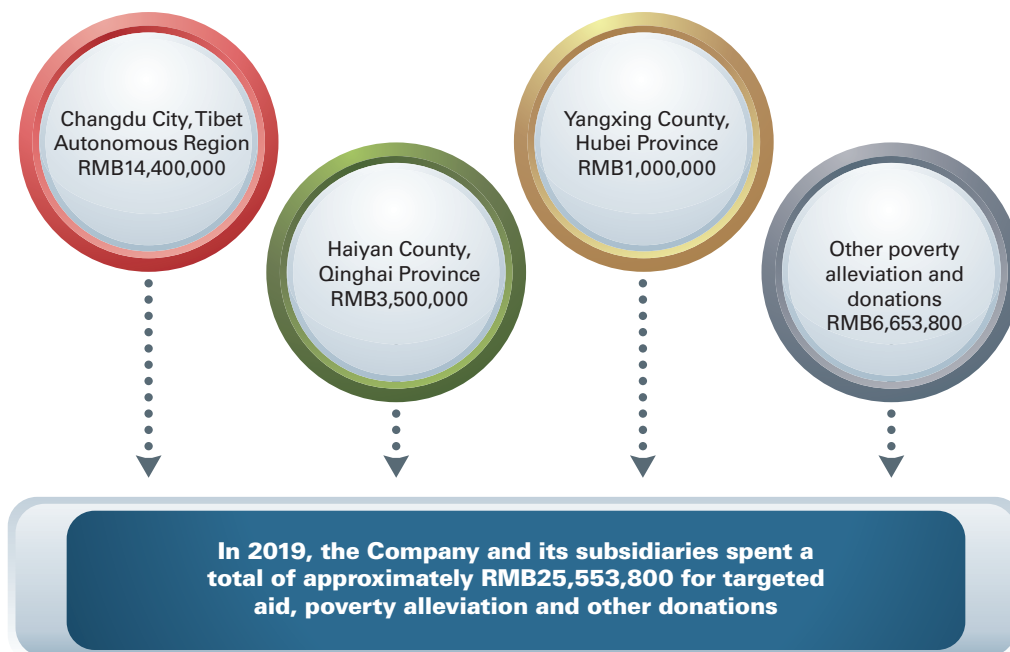 Changdu City, Tibet
Autonomous Region
RMB14,400,000
Haiyan County,
Qinghai Province
RMB3,500,000
Yangxing County,
Hubei Province
RMB1,000,000
Other poverty
alleviation and
donations
RMB6,653,800
In 2019, the Company and its subsidiaries spent a
total of approximately RMB25,553,800 for targeted
aid, poverty alleviation and other donations